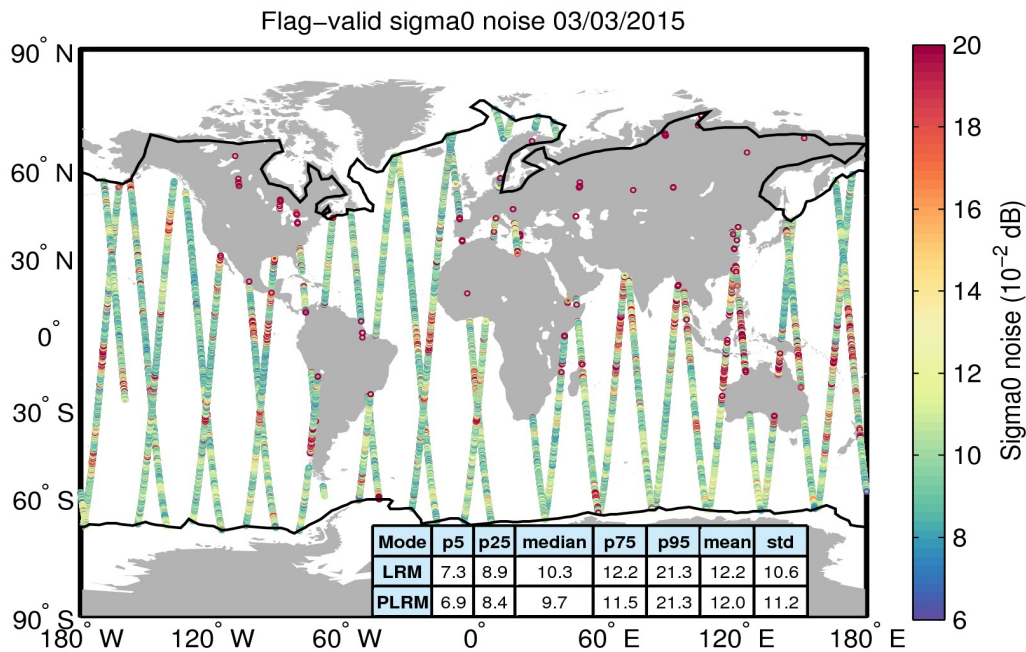 Flag−valid sigma0 noise 03/03/2015
90° N
60° N
30° N
0°
30° S
60° S
90° S
180° W
120° W
60° W
0°
60° E
120° E
180° E
Mode p5 p25 median p75 p95 mean std
LRM 7.3 8.9 10.3 12.2 21.3 12.2 10.6
PLRM 6.9 8.4 9.7 11.5 21.3 12.0 11.2
20
18
16
14
12
10
8
6
Sigma0 noise (10⁻² dB)